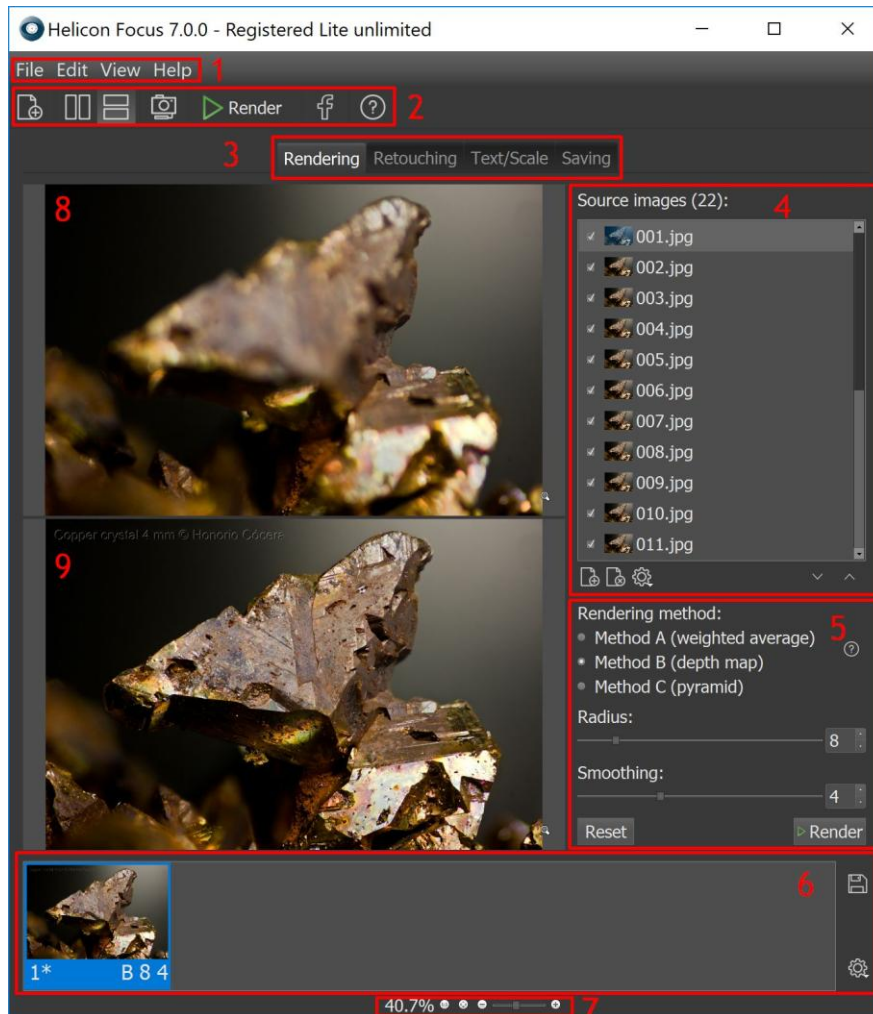 Helicon Focus 7.0.0 - Registered Lite unlimited
File Edit View Help 1
Render 2
3 Rendering Retouching Text/Scale Saving
8
Source images (22): 4
001.jpg
002.jpg
003.jpg
004.jpg
005.jpg
006.jpg
007.jpg
008.jpg
009.jpg
010.jpg
011.jpg
Copper crystal 4 mm © Honorio Cócera
9
Rendering method: 5
Method A (weighted average)
Method B (depth map)
Method C (pyramid)
Radius:
8
Smoothing:
4
Reset Render
6
1* B 8 4
40.7% 7